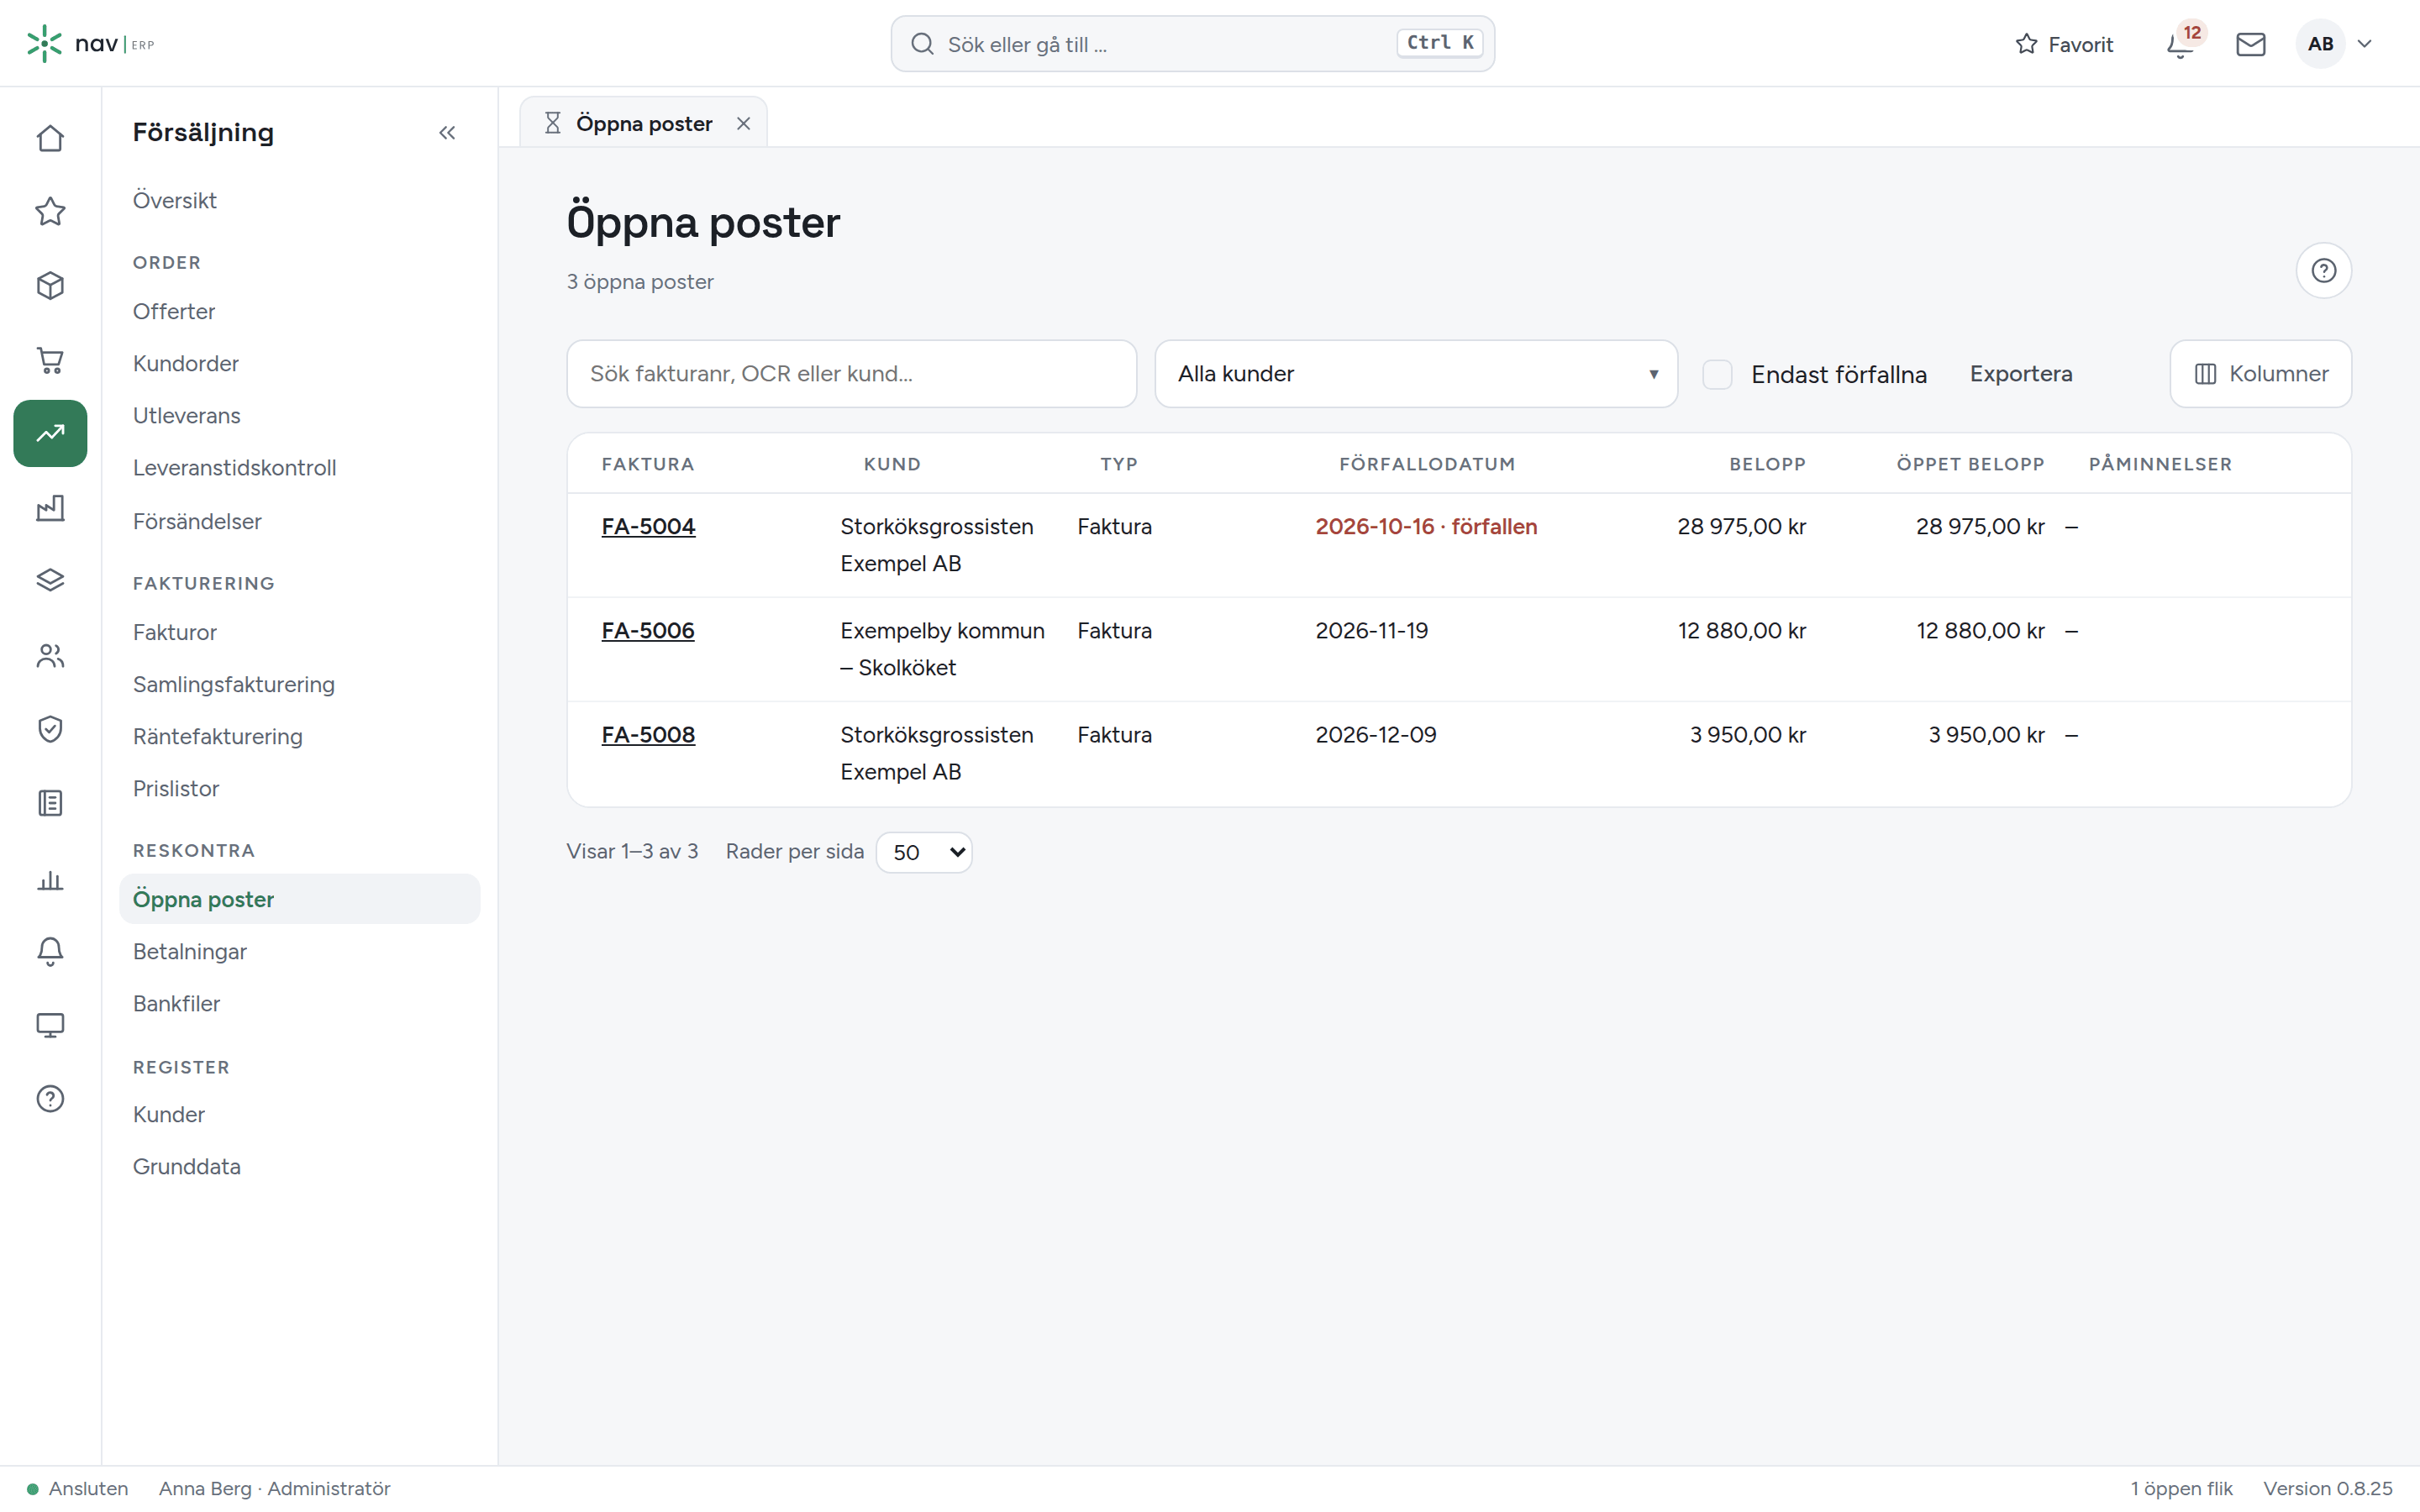 nav | ERP
Sök eller gå till ...
Ctrl K
Favorit
12
AB
Försäljning
Översikt
ORDER
Offerter
Kundorder
Utleverans
Leveranstidskontroll
Försändelser
FAKTURERING
Fakturor
Samlingsfakturering
Räntefakturering
Prislistor
RESKONTRA
Öppna poster
Betalningar
Bankfiler
REGISTER
Kunder
Grunddata
Öppna poster
Öppna poster
3 öppna poster
Sök fakturanr, OCR eller kund...
Alla kunder
Endast förfallna
Exportera
Kolumner
FAKTURA KUND TYP FÖRFALLODATUM BELOPP ÖPPET BELOPP PÅMINNELSER
FA-5004 Storköksgrossisten Faktura 2026-10-16 · förfallen 28 975,00 kr 28 975,00 kr –
Exempel AB
FA-5006 Exempelby kommun Faktura 2026-11-19 12 880,00 kr 12 880,00 kr –
– Skolköket
FA-5008 Storköksgrossisten Faktura 2026-12-09 3 950,00 kr 3 950,00 kr –
Exempel AB
Visar 1–3 av 3 Rader per sida 50
Ansluten Anna Berg · Administratör 1 öppen flik Version 0.8.25